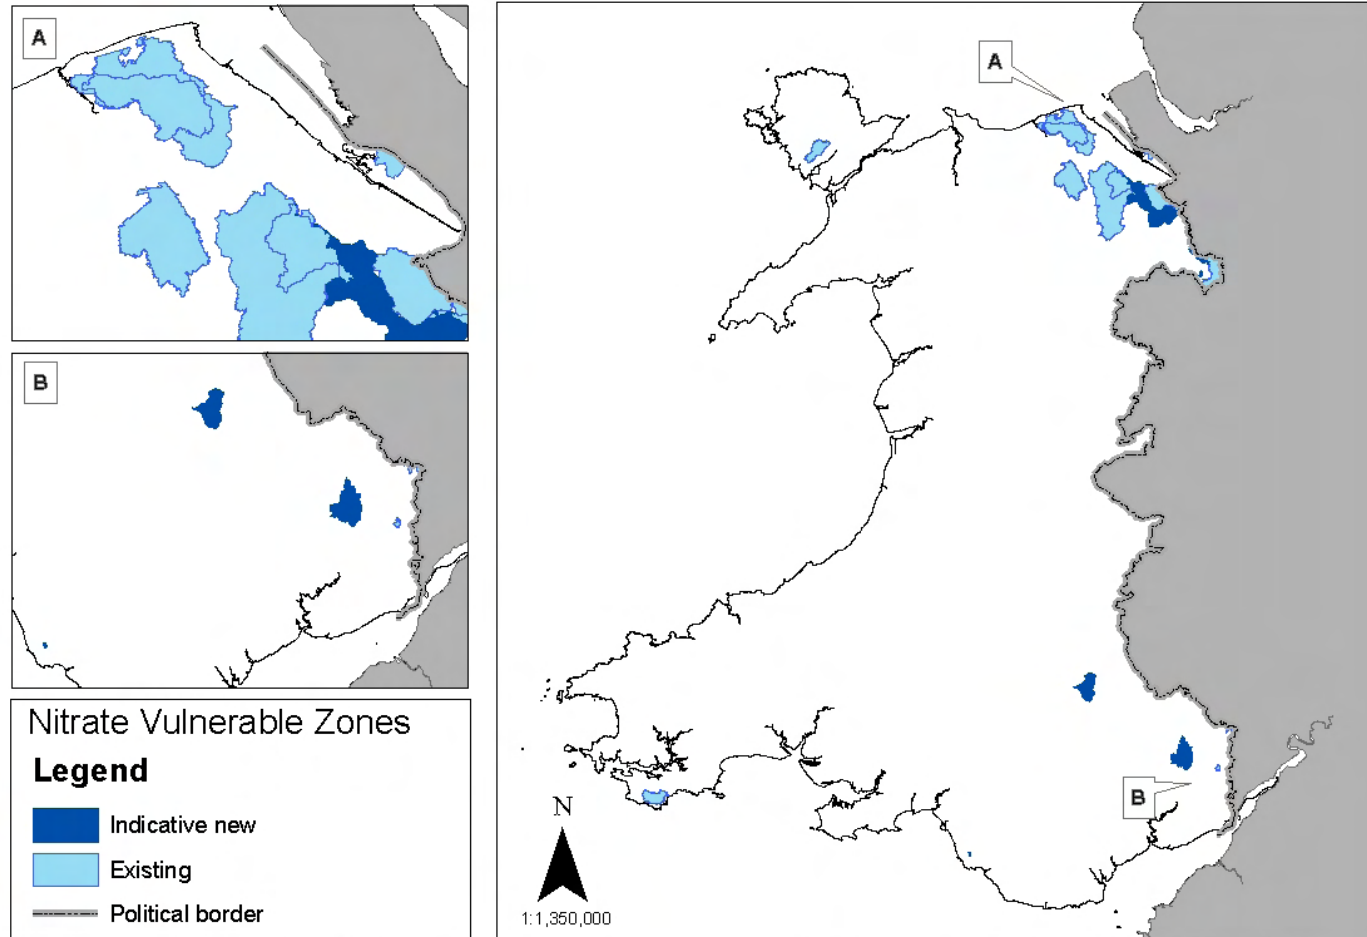 A
B
Nitrate Vulnerable Zones
Legend
Indicative new
Existing
Political border
A
B
N
1:1,350,000